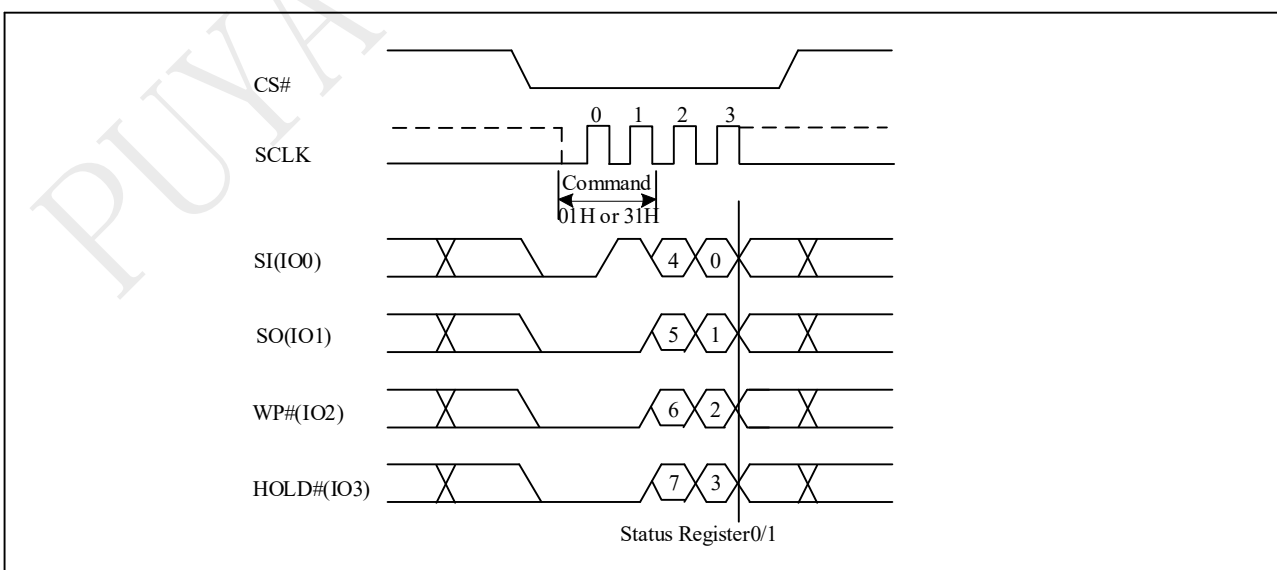 PUYA
CS#
0 1 2 3
SCLK
Command
01H or 31H
SI(IO0)
4 0
SO(IO1)
5 1
WP#(IO2)
6 2
HOLD#(IO3)
7 3
Status Register0/1